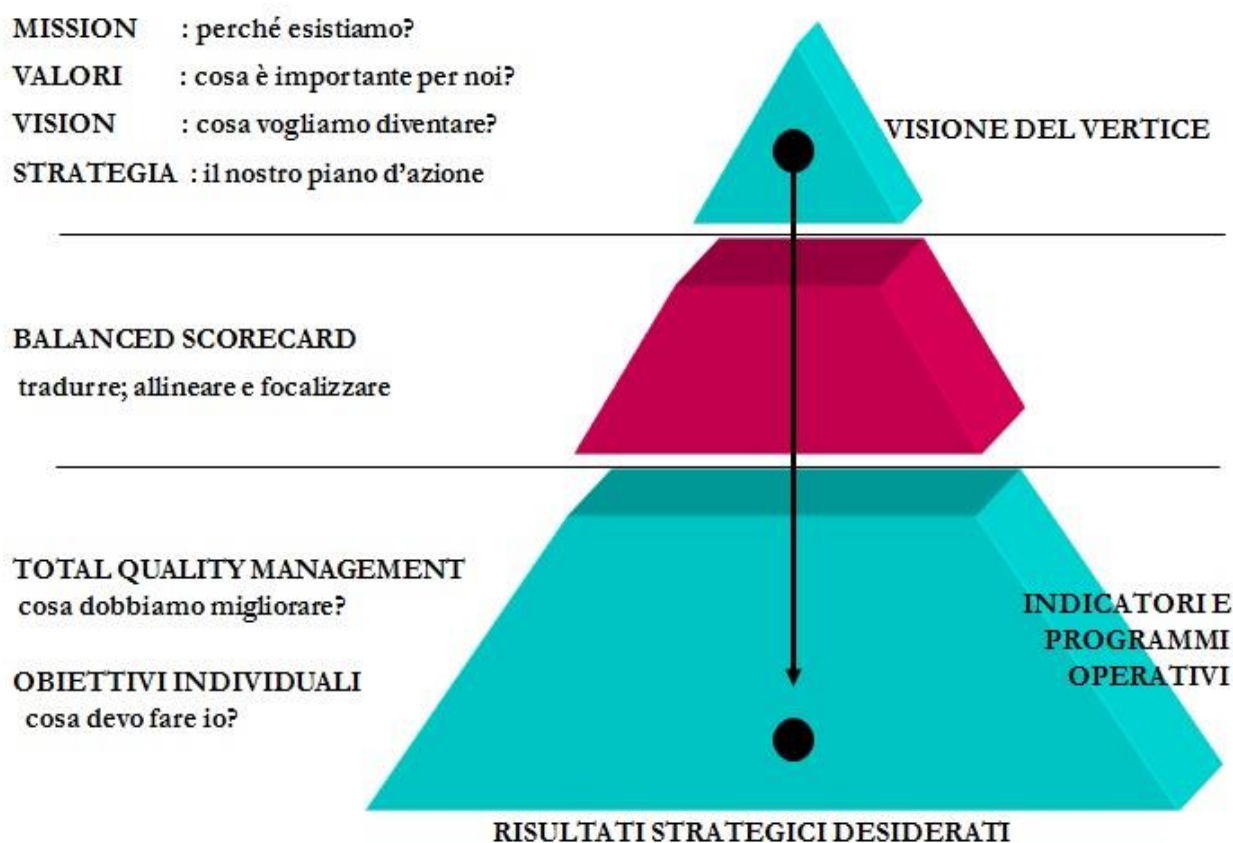 MISSION : perché esistiamo?
VALORI : cosa è importante per noi?
VISION : cosa vogliamo diventare?
STRATEGIA : il nostro piano d'azione
VISIONE DEL VERTICE
BALANCED SCORECARD
tradurre; allineare e focalizzare
TOTAL QUALITY MANAGEMENT
cosa dobbiamo migliorare?
OBIETTIVI INDIVIDUALI
cosa devo fare io?
INDICATORI E
PROGRAMMI
OPERATIVI
RISULTATI STRATEGICI DESIDERATI